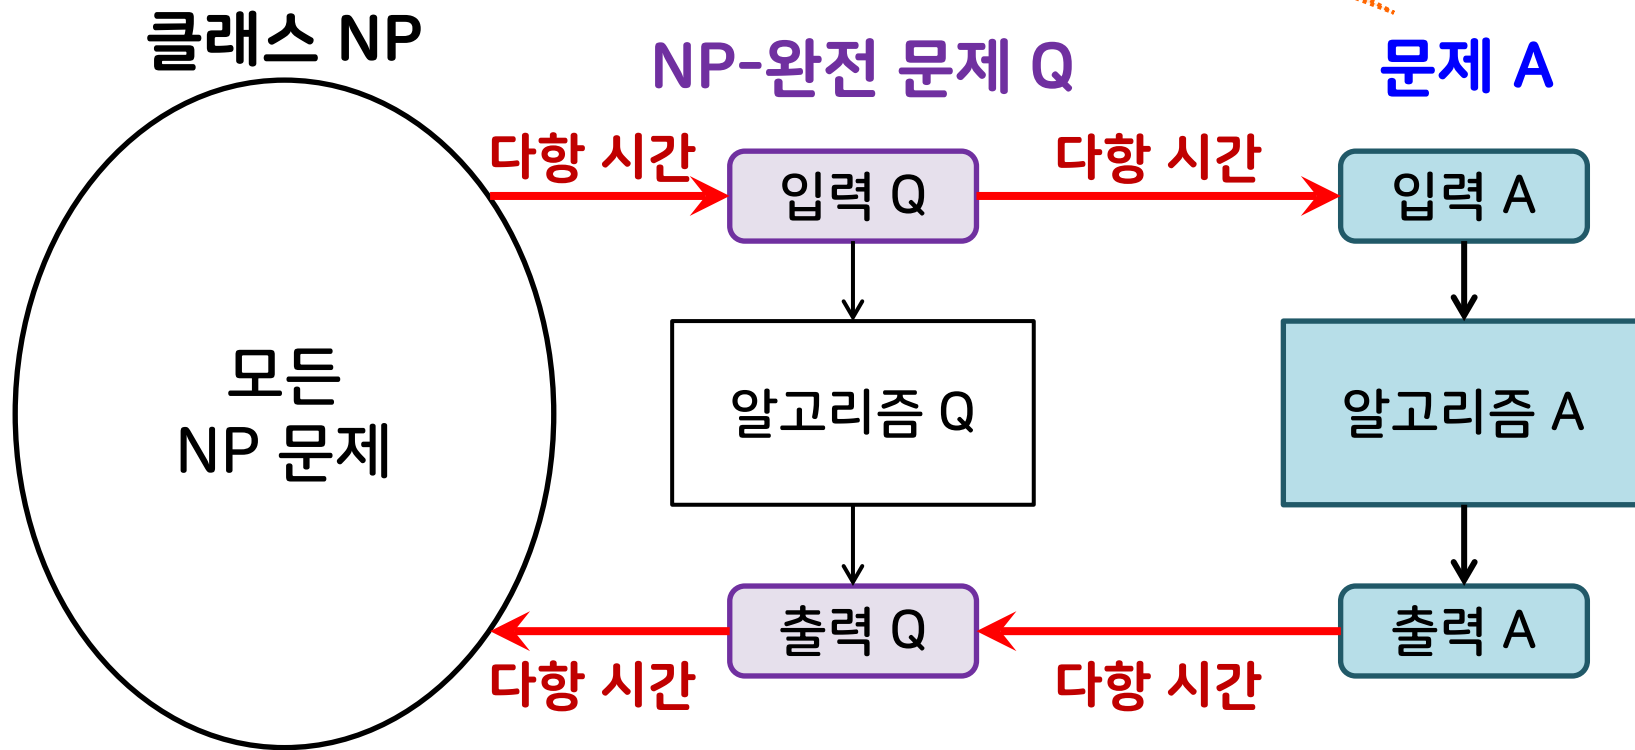 클래스 NP
NP-완전 문제 Q
문제 A
다항 시간
다항 시간
입력 Q
입력 A
모든
NP 문제
알고리즘 Q
알고리즘 A
출력 Q
출력 A
다항 시간
다항 시간